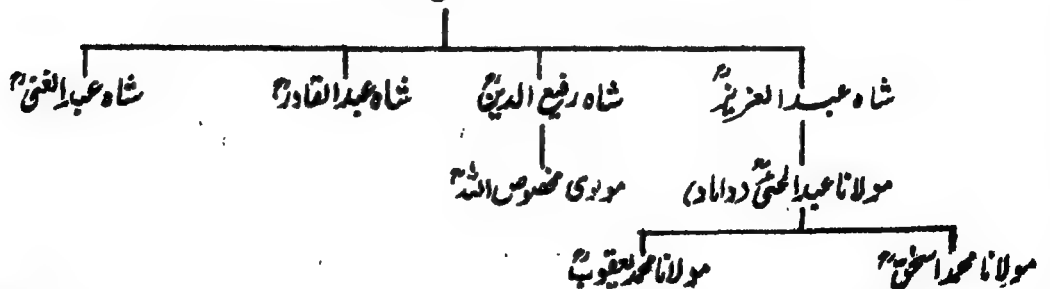 شاہ عبدالعزیزؒ شاہ رفیع الدینؒ شاہ عبدالقادرؒ شاہ عبدالغنیؒ
مولانا عبدالحئیؒ (داماد) مولوی مخصوص اللہؒ
مولانا محمد اسحٰقؒ مولانا محمد یعقوبؒ